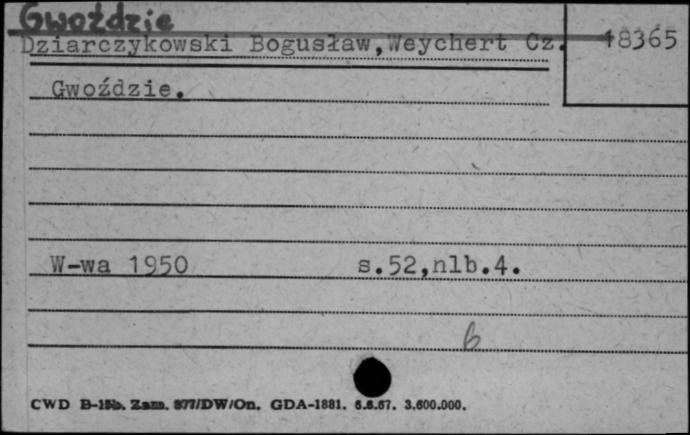 Gwoździe
Dziarczykowski Bogusław, Weychert Cz. 18365
Gwoździe.
W-wa 1950 s.52,nlb.4.
b
CWD B-15b. Zam. 877/DW/On. GDA-1881. 6.6.67. 3.600.000.